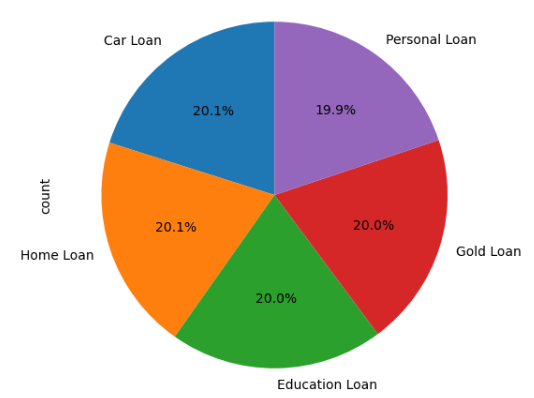 Car Loan
Personal Loan
20.1%
19.9%
count
20.1%
20.0%
Home Loan
Gold Loan
20.0%
Education Loan